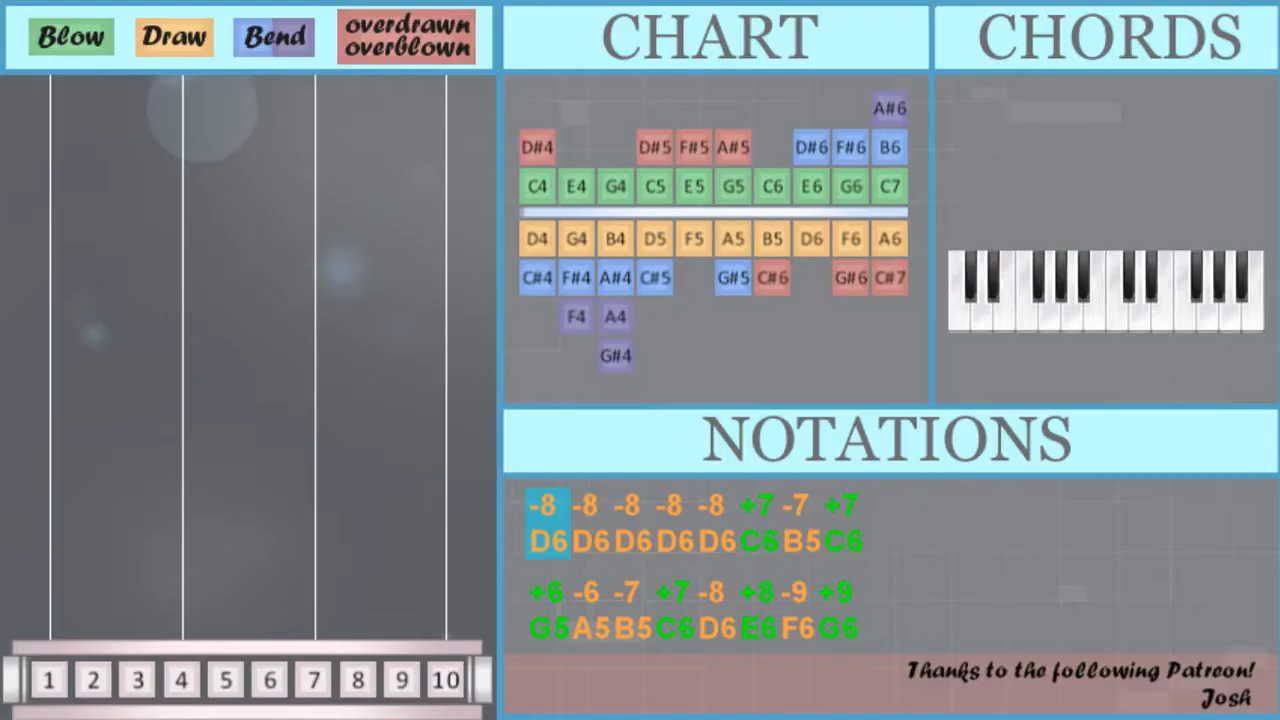 Blow Draw Bend overdrawn overblown
CHART
CHORDS
A#6
D#4 D#5 F#5 A#5 D#6 F#6 B6
C4 E4 G4 C5 E5 G5 C6 E6 G6 C7
D4 G4 B4 D5 F5 A5 B5 D6 F6 A6
C#4 F#4 A#4 C#5 G#5 C#6 G#6 C#7
F4 A4
G#4
NOTATIONS
-8 -8 -8 -8 -8 +7 -7 +7
D6 D6 D6 D6 D6 C6 B5 C6
+6 -6 -7 +7 -8 +8 -9 +9
G5 A5 B5 C6 D6 E6 F6 G6
1 2 3 4 5 6 7 8 9 10
Thanks to the following Patreon!
Josh